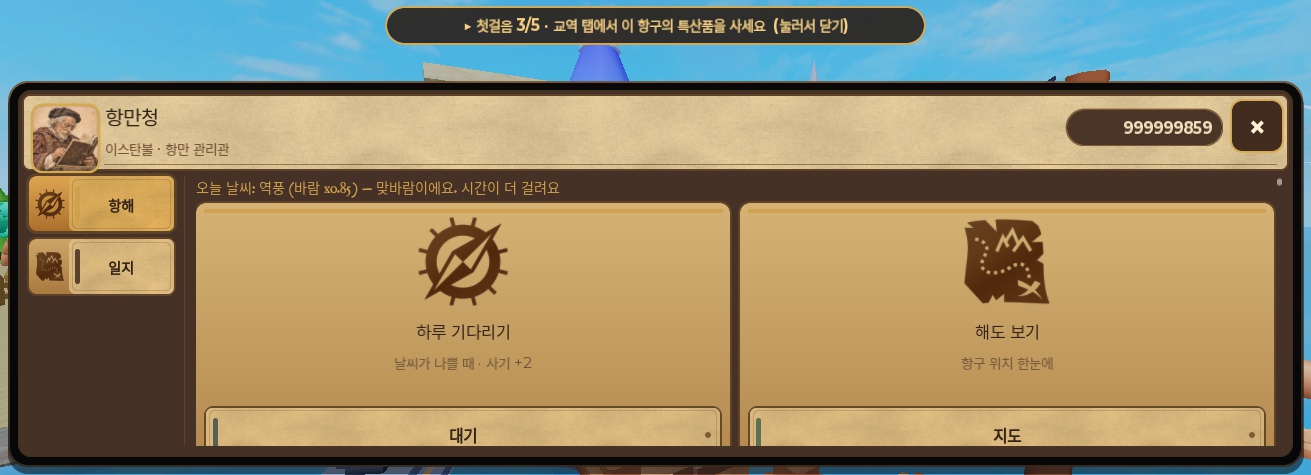 ▸ 첫걸음 3/5 · 교역 탭에서 이 항구의 특산품을 사세요 (눌러서 닫기)
항만청
이스탄불 · 항만 관리관
999999859
×
항해
일지
오늘 날씨: 역풍 (바람 x0.85) — 맞바람이에요. 시간이 더 걸려요
하루 기다리기
날씨가 나쁠 때 · 사기 +2
대기
해도 보기
항구 위치 한눈에
지도